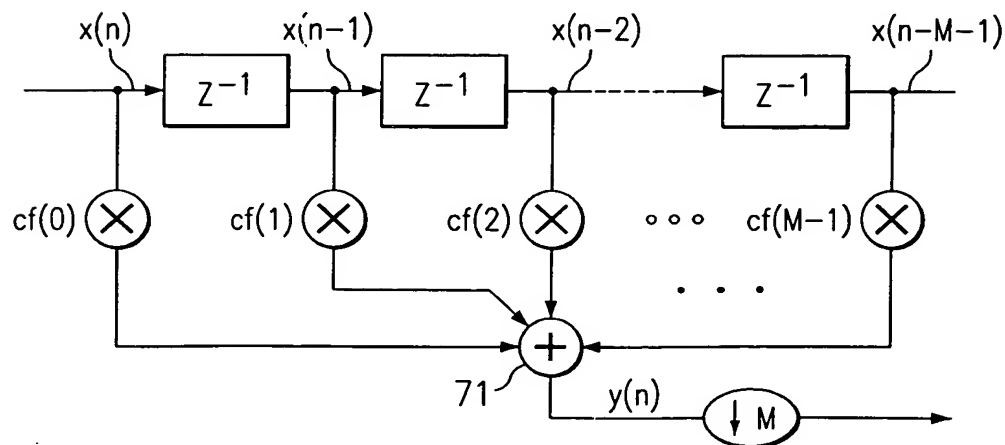 x(n) x(n-1) x(n-2) x(n-M-1)
Z⁻¹ Z⁻¹ Z⁻¹
cf(0) cf(1) cf(2) cf(M-1)
+
71
y(n) ↓ M